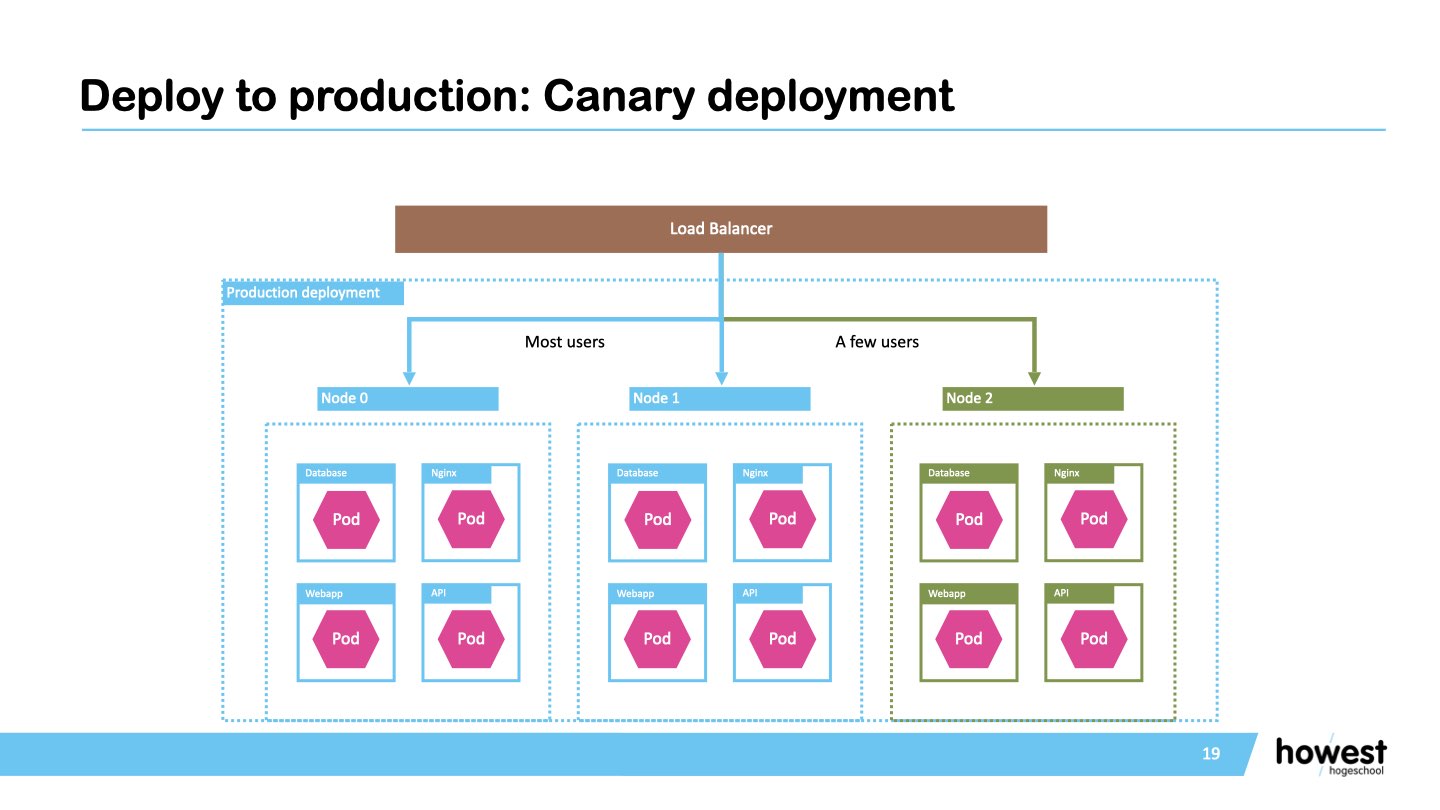 Deploy to production: Canary deployment
Load Balancer
Production deployment
Most users
A few users
Node 0
Node 1
Node 2
Database
Nginx
Database
Nginx
Database
Nginx
Pod
Pod
Pod
Pod
Pod
Pod
Webapp
API
Webapp
API
Webapp
API
Pod
Pod
Pod
Pod
Pod
Pod
19
howest
hogeschool